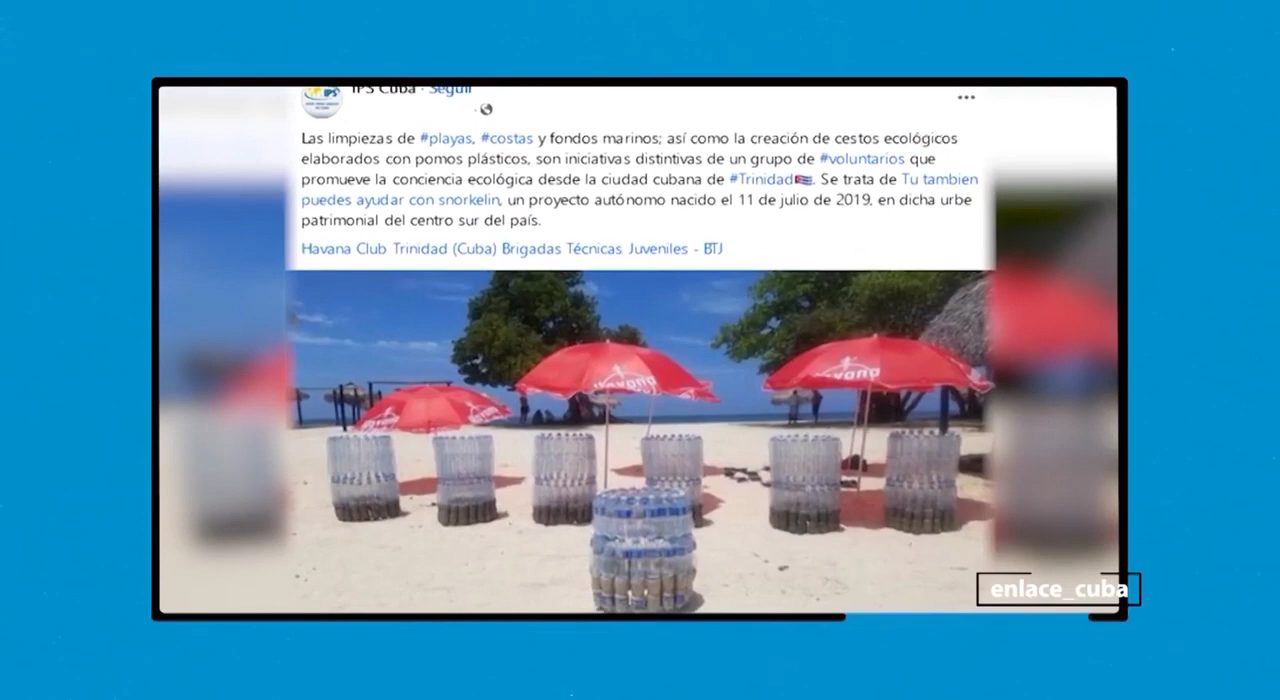 IPS Cuba · Seguir
Las limpiezas de #playas, #costas y fondos marinos; así como la creación de cestos ecológicos
elaborados con pomos plásticos, son iniciativas distintivas de un grupo de #voluntarios que
promueve la conciencia ecológica desde la ciudad cubana de #Trinidad🇨🇺. Se trata de Tu tambien
puedes ayudar con snorkelin, un proyecto autónomo nacido el 11 de julio de 2019, en dicha urbe
patrimonial del centro sur del país.
Havana Club Trinidad (Cuba) Brigadas Técnicas Juveniles - BTJ
enlace_cuba